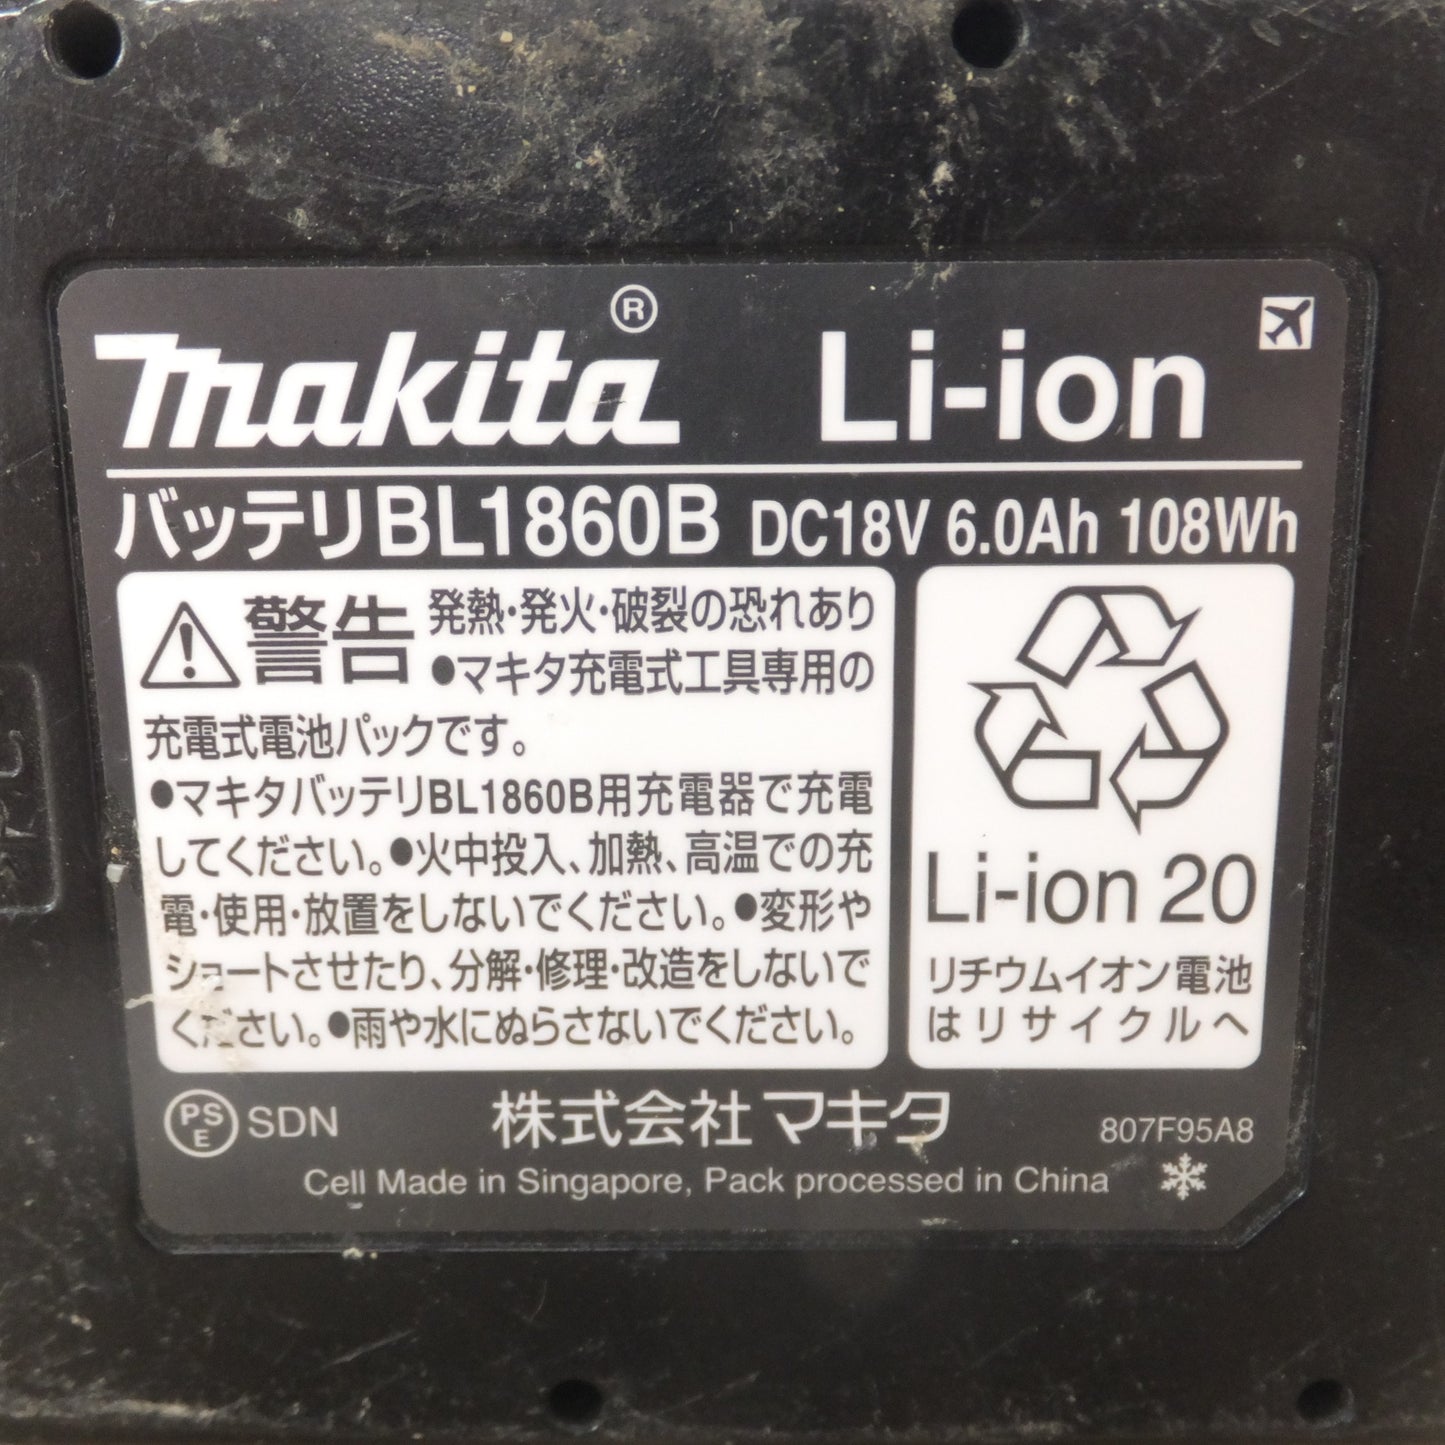 makita® Li-ion
バッテリBL1860B DC18V 6.0Ah 108Wh
警告 発熱・発火・破裂の恐れあり
●マキタ充電式工具専用の
充電式電池パックです。
●マキタバッテリBL1860B用充電器で充電
してください。●火中投入、加熱、高温での充
電・使用・放置をしないでください。●変形や
ショートさせたり、分解・修理・改造をしないで
ください。●雨や水にぬらさないでください。
Li-ion 20
リチウムイオン電池
はリサイクルへ
PSE SDN 株式会社マキタ 807F95A8
Cell Made in Singapore, Pack processed in China